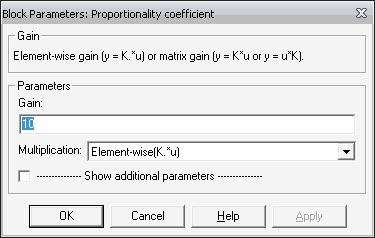 Block Parameters: Proportionality coefficient
Gain
Element-wise gain (y = K.*u) or matrix gain (y = K*u or y = u*K).
Parameters
Gain:
10
Multiplication: Element-wise(K.*u)
-------------- Show additional parameters --------------
OK Cancel Help Apply